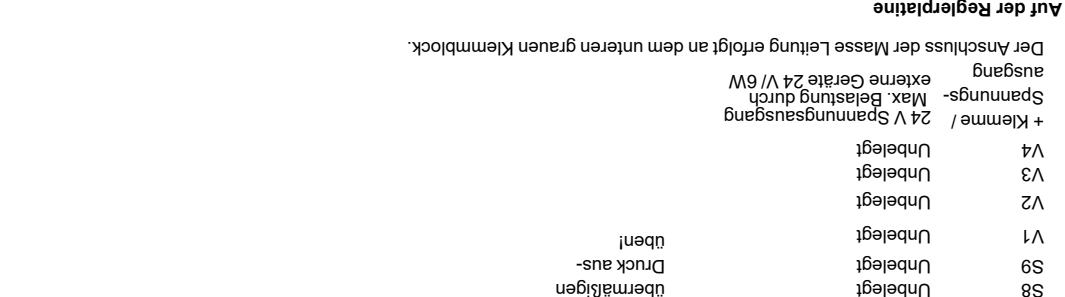 S8 Unbelegt übermäßigen
S9 Unbelegt Druck aus-
V1 Unbelegt üben!
V2 Unbelegt
V3 Unbelegt
V4 Unbelegt
+ Klemme / 24 V Spannungsausgang
Spannungs- Max. Belastung durch
ausgang externe Geräte 24 V/ 6W
Der Anschluss der Masse Leitung erfolgt an dem unteren grauen Klemmblock.
Auf der Reglerplatine